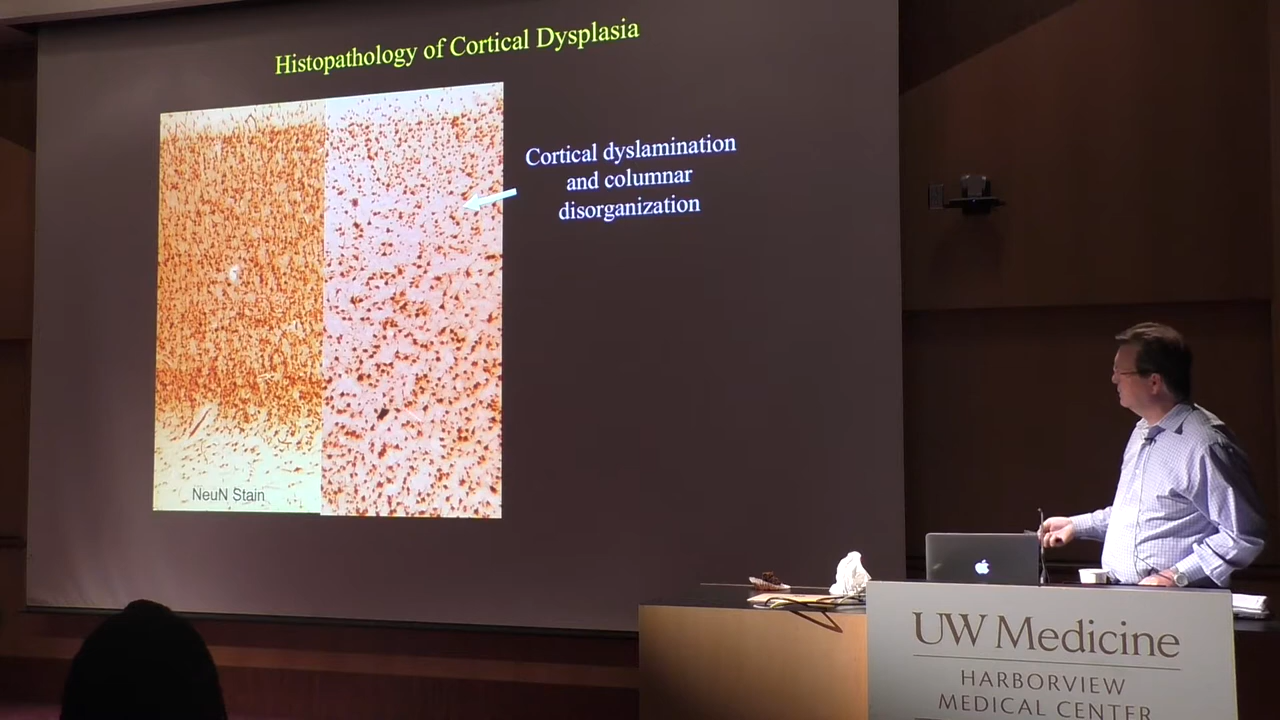 Histopathology of Cortical Dysplasia
Cortical dyslamination
and columnar
disorganization
NeuN Stain
UW Medicine
HARBORVIEW
MEDICAL CENTER